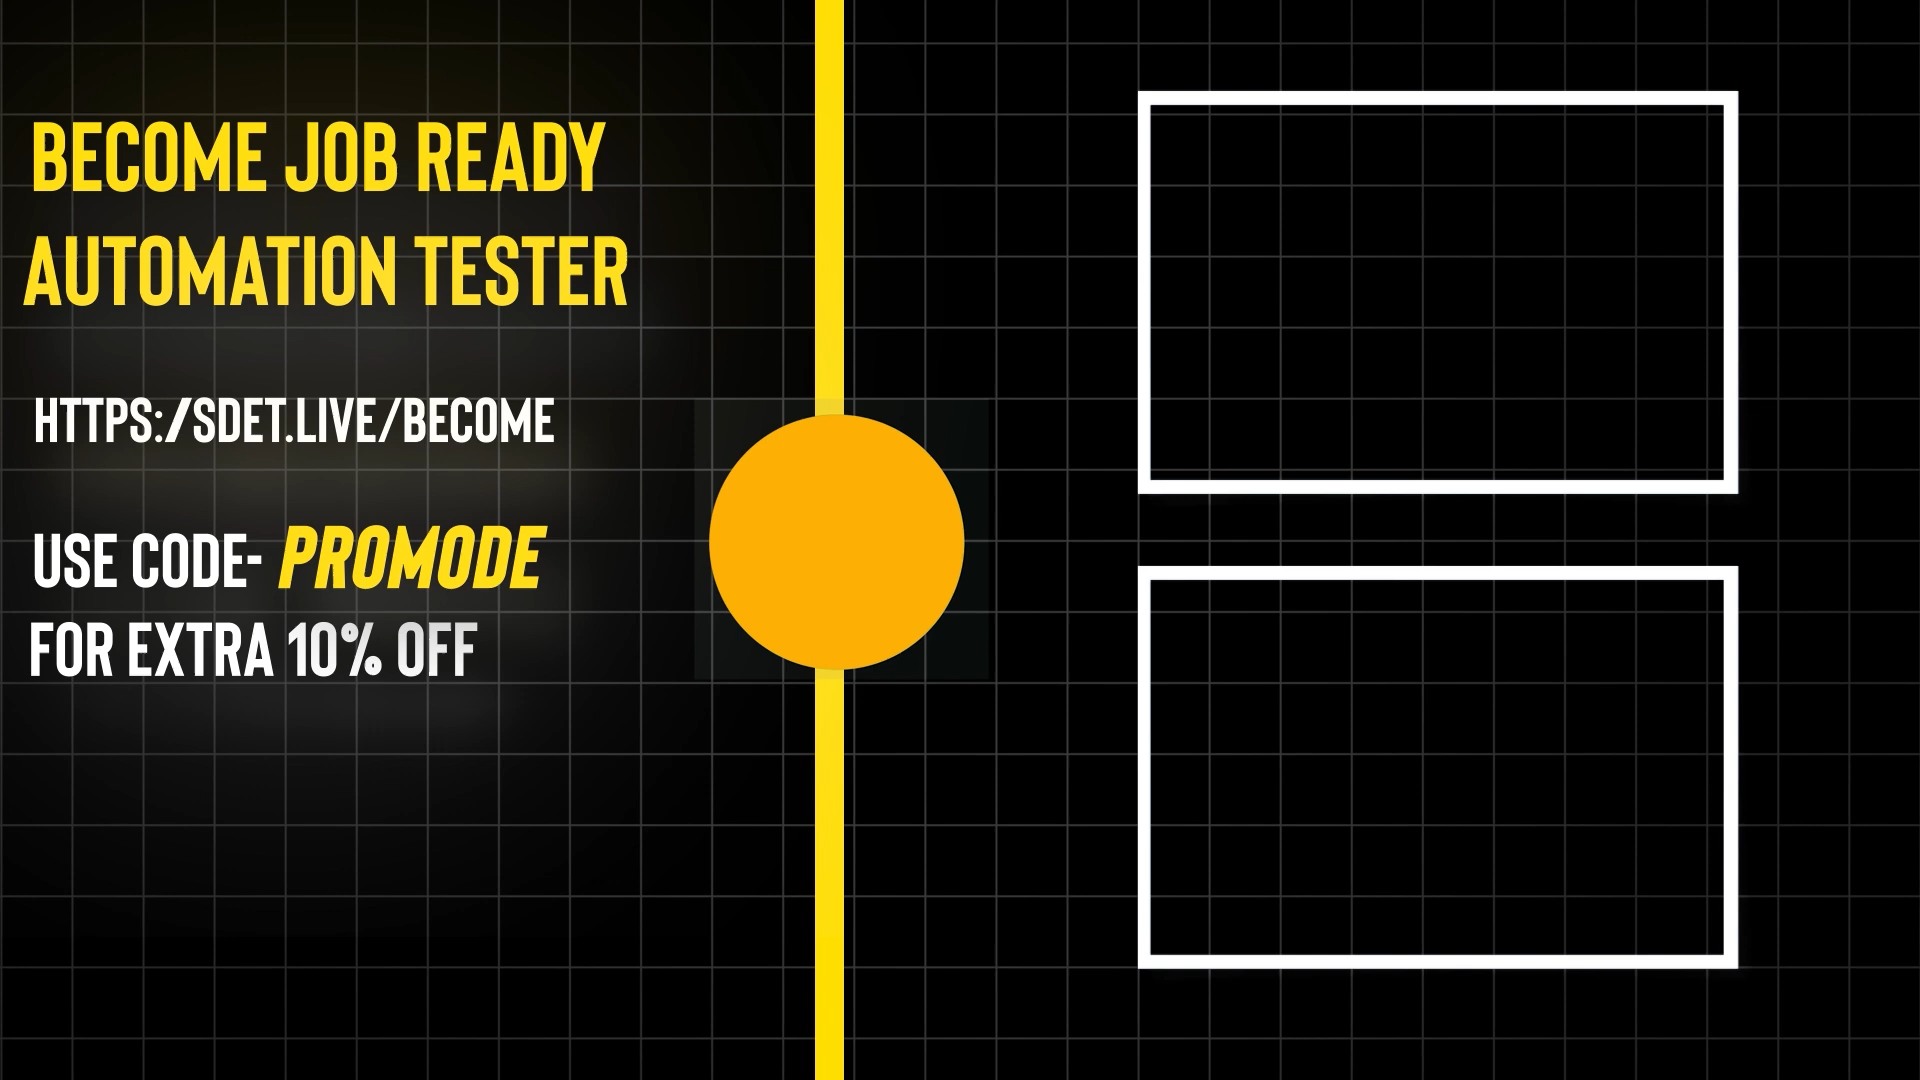 BECOME JOB READY
AUTOMATION TESTER
HTTPS://SDET.LIVE/BECOME
USE CODE- PROMODE
FOR EXTRA 10% OFF